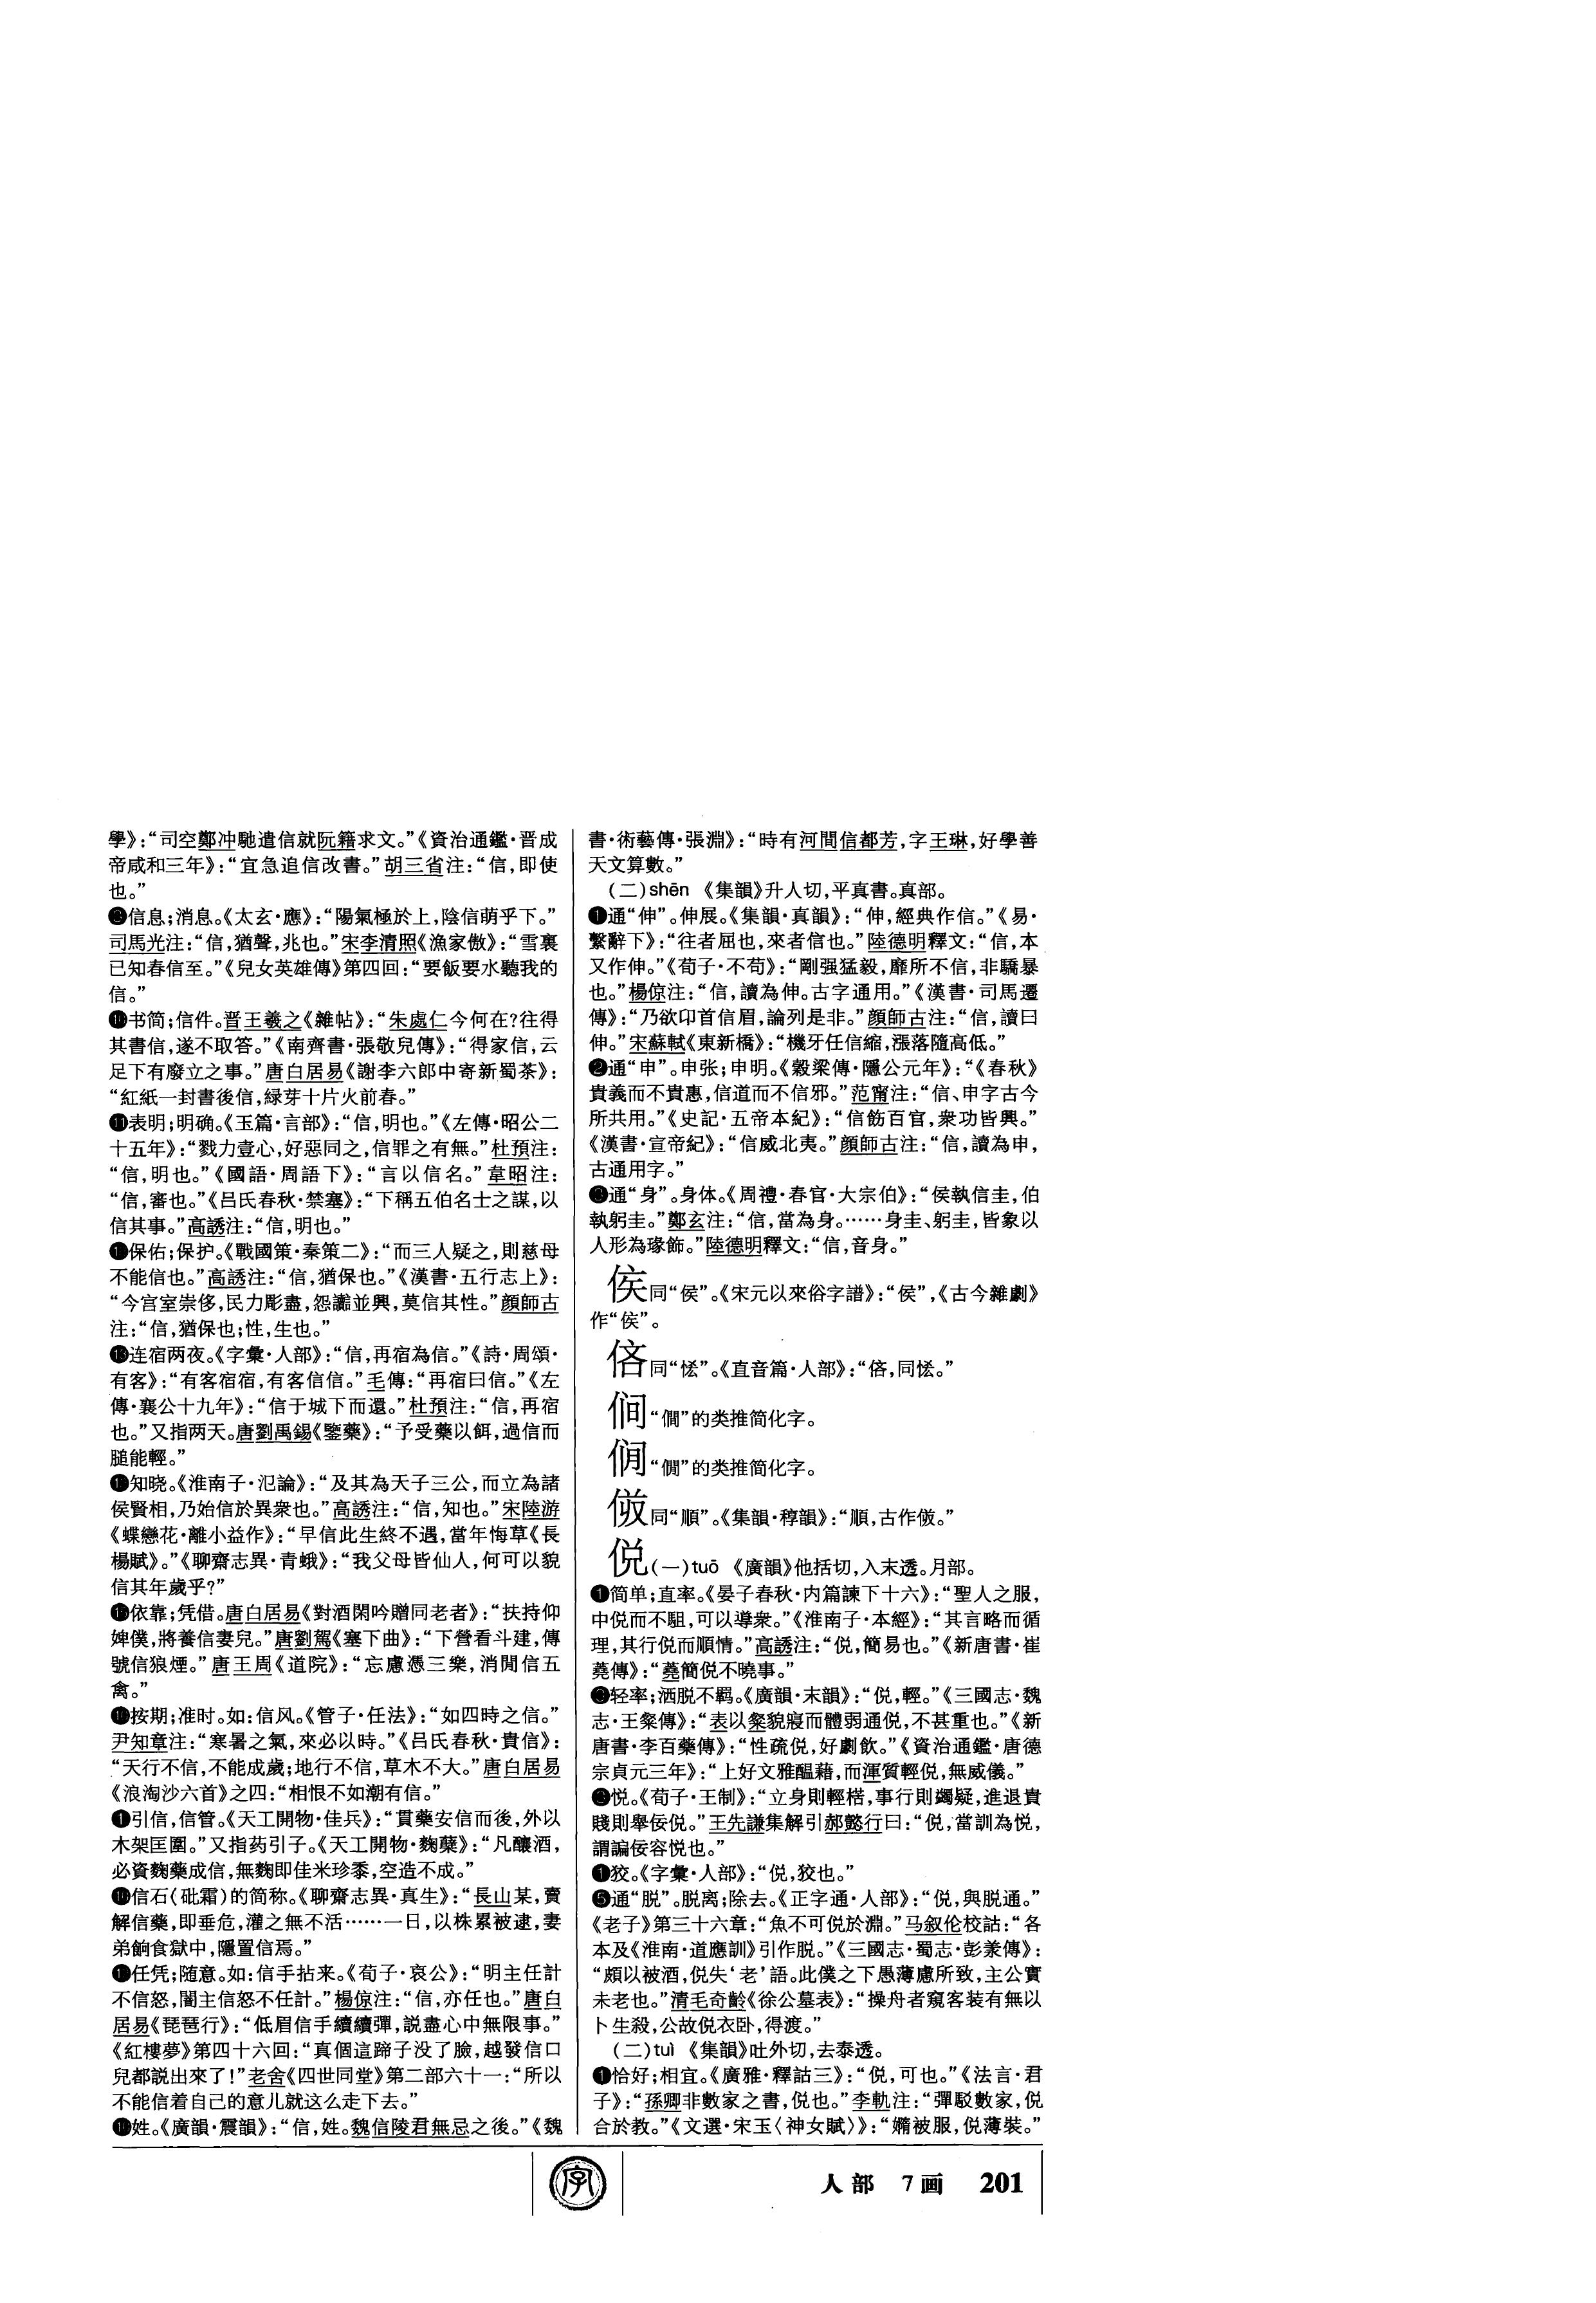 學》：“司空鄭冲馳遣信就阮籍求文。”《資治通鑑·晋成
帝咸和三年》：“宜急追信改書。”胡三省注：“信，即使
也。”
❾信息；消息。《太玄·應》：“陽氣極於上，陰信萌乎下。”
司馬光注：“信，猶聲，兆也。”宋李清照《漁家傲》：“雪裏
已知春信至。”《兒女英雄傳》第四回：“要飯要水聽我的
信。”
❿书简；信件。晋王羲之《雜帖》：“朱處仁今何在？往得
其書信，遂不取答。”《南齊書·張敬兒傳》：“得家信，云
足下有廢立之事。”唐白居易《謝李六郎中寄新蜀茶》：
“紅紙一封書後信，緑芽十片火前春。”
⓫表明；明确。《玉篇·言部》：“信，明也。”《左傳·昭公二
十五年》：“戮力壹心，好惡同之，信罪之有無。”杜預注：
“信，明也。”《國語·周語下》：“言以信名。”韋昭注：
“信，審也。”《吕氏春秋·禁塞》：“下稱五伯名士之謀，以
信其事。”高誘注：“信，明也。”
⓬保佑；保护。《戰國策·秦策二》：“而三人疑之，則慈母
不能信也。”高誘注：“信，猶保也。”《漢書·五行志上》：
“今宫室崇侈，民力彫盡，怨讟並興，莫信其性。”顔師古
注：“信，猶保也；性，生也。”
⓭连宿两夜。《字彙·人部》：“信，再宿為信。”《詩·周頌·
有客》：“有客宿宿，有客信信。”毛傳：“再宿曰信。”《左
傳·襄公十九年》：“信于城下而還。”杜預注：“信，再宿
也。”又指两天。唐劉禹錫《鑒藥》：“予受藥以餌，過信而
膇能輕。”
⓮知晓。《淮南子·氾論》：“及其為天子三公，而立為諸
侯賢相，乃始信於異衆也。”高誘注：“信，知也。”宋陸游
《蝶戀花·離小益作》：“早信此生終不遇，當年悔草《長
楊賦》。”《聊齋志異·青蛾》：“我父母皆仙人，何可以貌
信其年歲乎？”
⓯依靠；凭借。唐白居易《對酒閑吟贈同老者》：“扶持仰
婢僕，將養信妻兒。”唐劉駕《塞下曲》：“下營看斗建，傳
號信狼煙。”唐王周《道院》：“忘慮憑三樂，消閒信五
禽。”
⓰按期；准时。如：信风。《管子·任法》：“如四時之信。”
尹知章注：“寒暑之氣，來必以時。”《吕氏春秋·貴信》：
“天行不信，不能成歲；地行不信，草木不大。”唐白居易
《浪淘沙六首》之四：“相恨不如潮有信。”
⓱引信，信管。《天工開物·佳兵》：“貫藥安信而後，外以
木架匡圍。”又指药引子。《天工開物·麴蘖》：“凡釀酒，
必資麴藥成信，無麴即佳米珍黍，空造不成。”
⓲信石（砒霜）的简称。《聊齋志異·真生》：“長山某，賣
解信藥，即垂危，灌之無不活……一日，以株累被逮，妻
弟餉食獄中，隱置信焉。”
⓳任凭；随意。如：信手拈来。《荀子·哀公》：“明主任計
不信怒，闇主信怒不任計。”楊倞注：“信，亦任也。”唐白
居易《琵琶行》：“低眉信手續續彈，説盡心中無限事。”
《紅樓夢》第四十六回：“真個這蹄子没了臉，越發信口
兒都説出來了！”老舍《四世同堂》第二部六十一：“所以
不能信着自己的意儿就这么走下去。”
⓴姓。《廣韻·震韻》：“信，姓。魏信陵君無忌之後。”《魏
書·術藝傳·張淵》：“時有河間信都芳，字王琳，好學善
天文算數。”
（二）shēn 《集韻》升人切，平真書。真部。
❶通“伸”。伸展。《集韻·真韻》：“伸，經典作信。”《易·
繫辭下》：“往者屈也，來者信也。”陸德明釋文：“信，本
又作伸。”《荀子·不苟》：“剛强猛毅，靡所不信，非驕暴
也。”楊倞注：“信，讀為伸。古字通用。”《漢書·司馬遷
傳》：“乃欲卬首信眉，論列是非。”顔師古注：“信，讀曰
伸。”宋蘇軾《東新橋》：“機牙任信縮，漲落隨高低。”
❷通“申”。申张；申明。《穀梁傳·隱公元年》：“《春秋》
貴義而不貴惠，信道而不信邪。”范甯注：“信、申字古今
所共用。”《史記·五帝本紀》：“信飭百官，衆功皆興。”
《漢書·宣帝紀》：“信威北夷。”顔師古注：“信，讀為申，
古通用字。”
❸通“身”。身体。《周禮·春官·大宗伯》：“侯執信圭，伯
執躬圭。”鄭玄注：“信，當為身。……身圭、躬圭，皆象以
人形為瑑飾。”陸德明釋文：“信，音身。”
同“侯”。《宋元以來俗字譜》：“侯”，《古今雜劇》
作“”。
同“恡”。《直音篇·人部》：“，同恡。”
“僩”的类推简化字。
“僴”的类推简化字。
同“順”。《集韻·稕韻》：“順，古作。”
侻（一）tuō 《廣韻》他括切，入末透。月部。
❶简单；直率。《晏子春秋·内篇諫下十六》：“聖人之服，
中侻而不駔，可以導衆。”《淮南子·本經》：“其言略而循
理，其行侻而順情。”高誘注：“侻，簡易也。”《新唐書·崔
蕘傳》：“蕘簡侻不曉事。”
❷轻率；洒脱不羁。《廣韻·末韻》：“侻，輕。”《三國志·魏
志·王粲傳》：“表以粲貌寢而體弱通侻，不甚重也。”《新
唐書·李百藥傳》：“性疏侻，好劇飲。”《資治通鑑·唐德
宗貞元三年》：“上好文雅醖藉，而渾質輕侻，無威儀。”
❸悦。《荀子·王制》：“立身則輕楛，事行則蠲疑，進退貴
賤則舉佞侻。”王先謙集解引郝懿行曰：“侻，當訓為悦，
謂諞佞容悦也。”
❹狡。《字彙·人部》：“侻，狡也。”
❺通“脱”。脱离；除去。《正字通·人部》：“侻，與脱通。”
《老子》第三十六章：“魚不可侻於淵。”马叙伦校詁：“各
本及《淮南·道應訓》引作脱。”《三國志·蜀志·彭羕傳》：
“頗以被酒，侻失‘老’語。此僕之下愚薄慮所致，主公實
未老也。”清毛奇齡《徐公墓表》：“操舟者窺客装有無以
卜生殺，公故侻衣卧，得渡。”
（二）tuì 《集韻》吐外切，去泰透。
❶恰好；相宜。《廣雅·釋詁三》：“侻，可也。”《法言·君
子》：“孫卿非數家之書，侻也。”李軌注：“彈駁數家，侻
合於教。”《文選·宋玉〈神女賦〉》：“嫷被服，侻薄裝。”
字
人部 7画 201